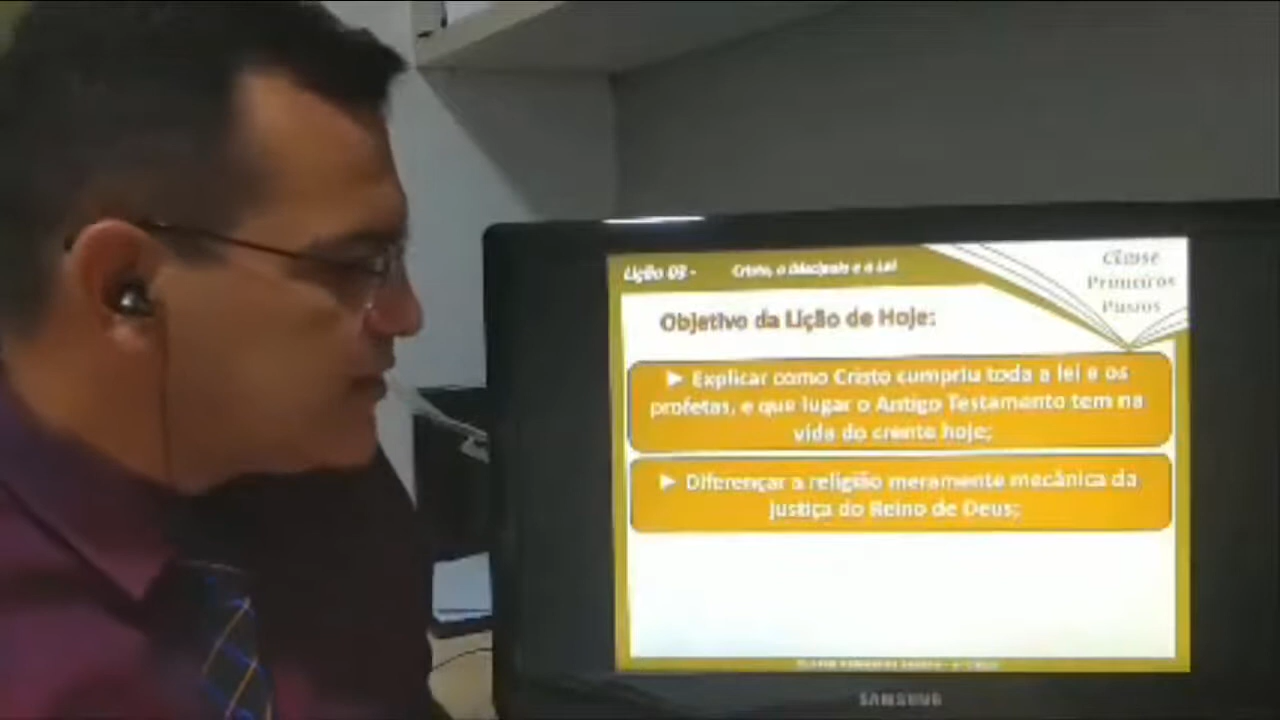 Lição 03 - Cristo, o discípulo e a Lei
Classe
Primeiros
Passos
Objetivo da Lição de Hoje:
► Explicar como Cristo cumpriu toda a lei e os
profetas, e que lugar o Antigo Testamento tem na
vida do crente hoje;
► Diferençar a religião meramente mecânica da
justiça do Reino de Deus;
SAMSUNG